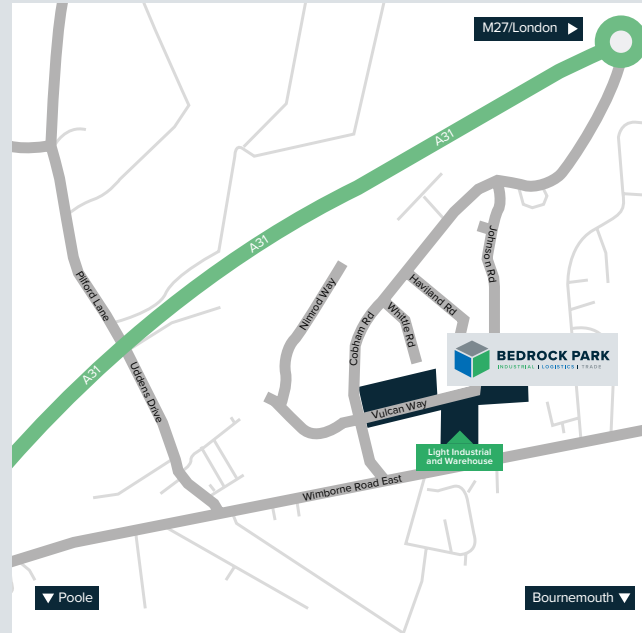 M27/London ▶
A31
Johnson Rd
A31
Pilford Lane
Nimrod Way
Haviland Rd
Whittle Rd
Cobham Rd
BEDROCK PARK
INDUSTRIAL | LOGISTICS | TRADE
A31
Uddens Drive
Vulcan Way
Light Industrial
and Warehouse
Wimborne Road East
▼ Poole
Bournemouth ▼